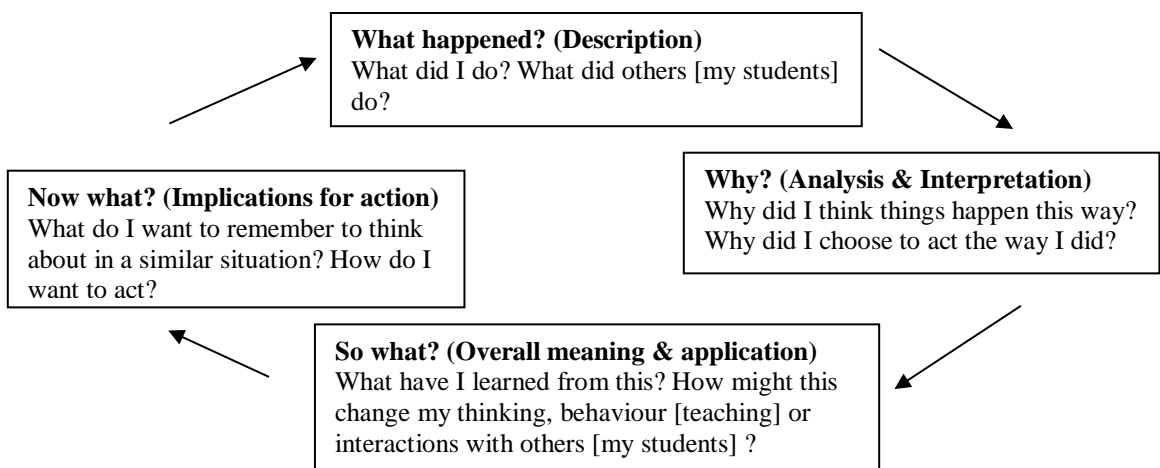 What happened? (Description)
What did I do? What did others [my students]
do?
Why? (Analysis & Interpretation)
Why did I think things happen this way?
Why did I choose to act the way I did?
So what? (Overall meaning & application)
What have I learned from this? How might this
change my thinking, behaviour [teaching] or
interactions with others [my students] ?
Now what? (Implications for action)
What do I want to remember to think
about in a similar situation? How do I
want to act?